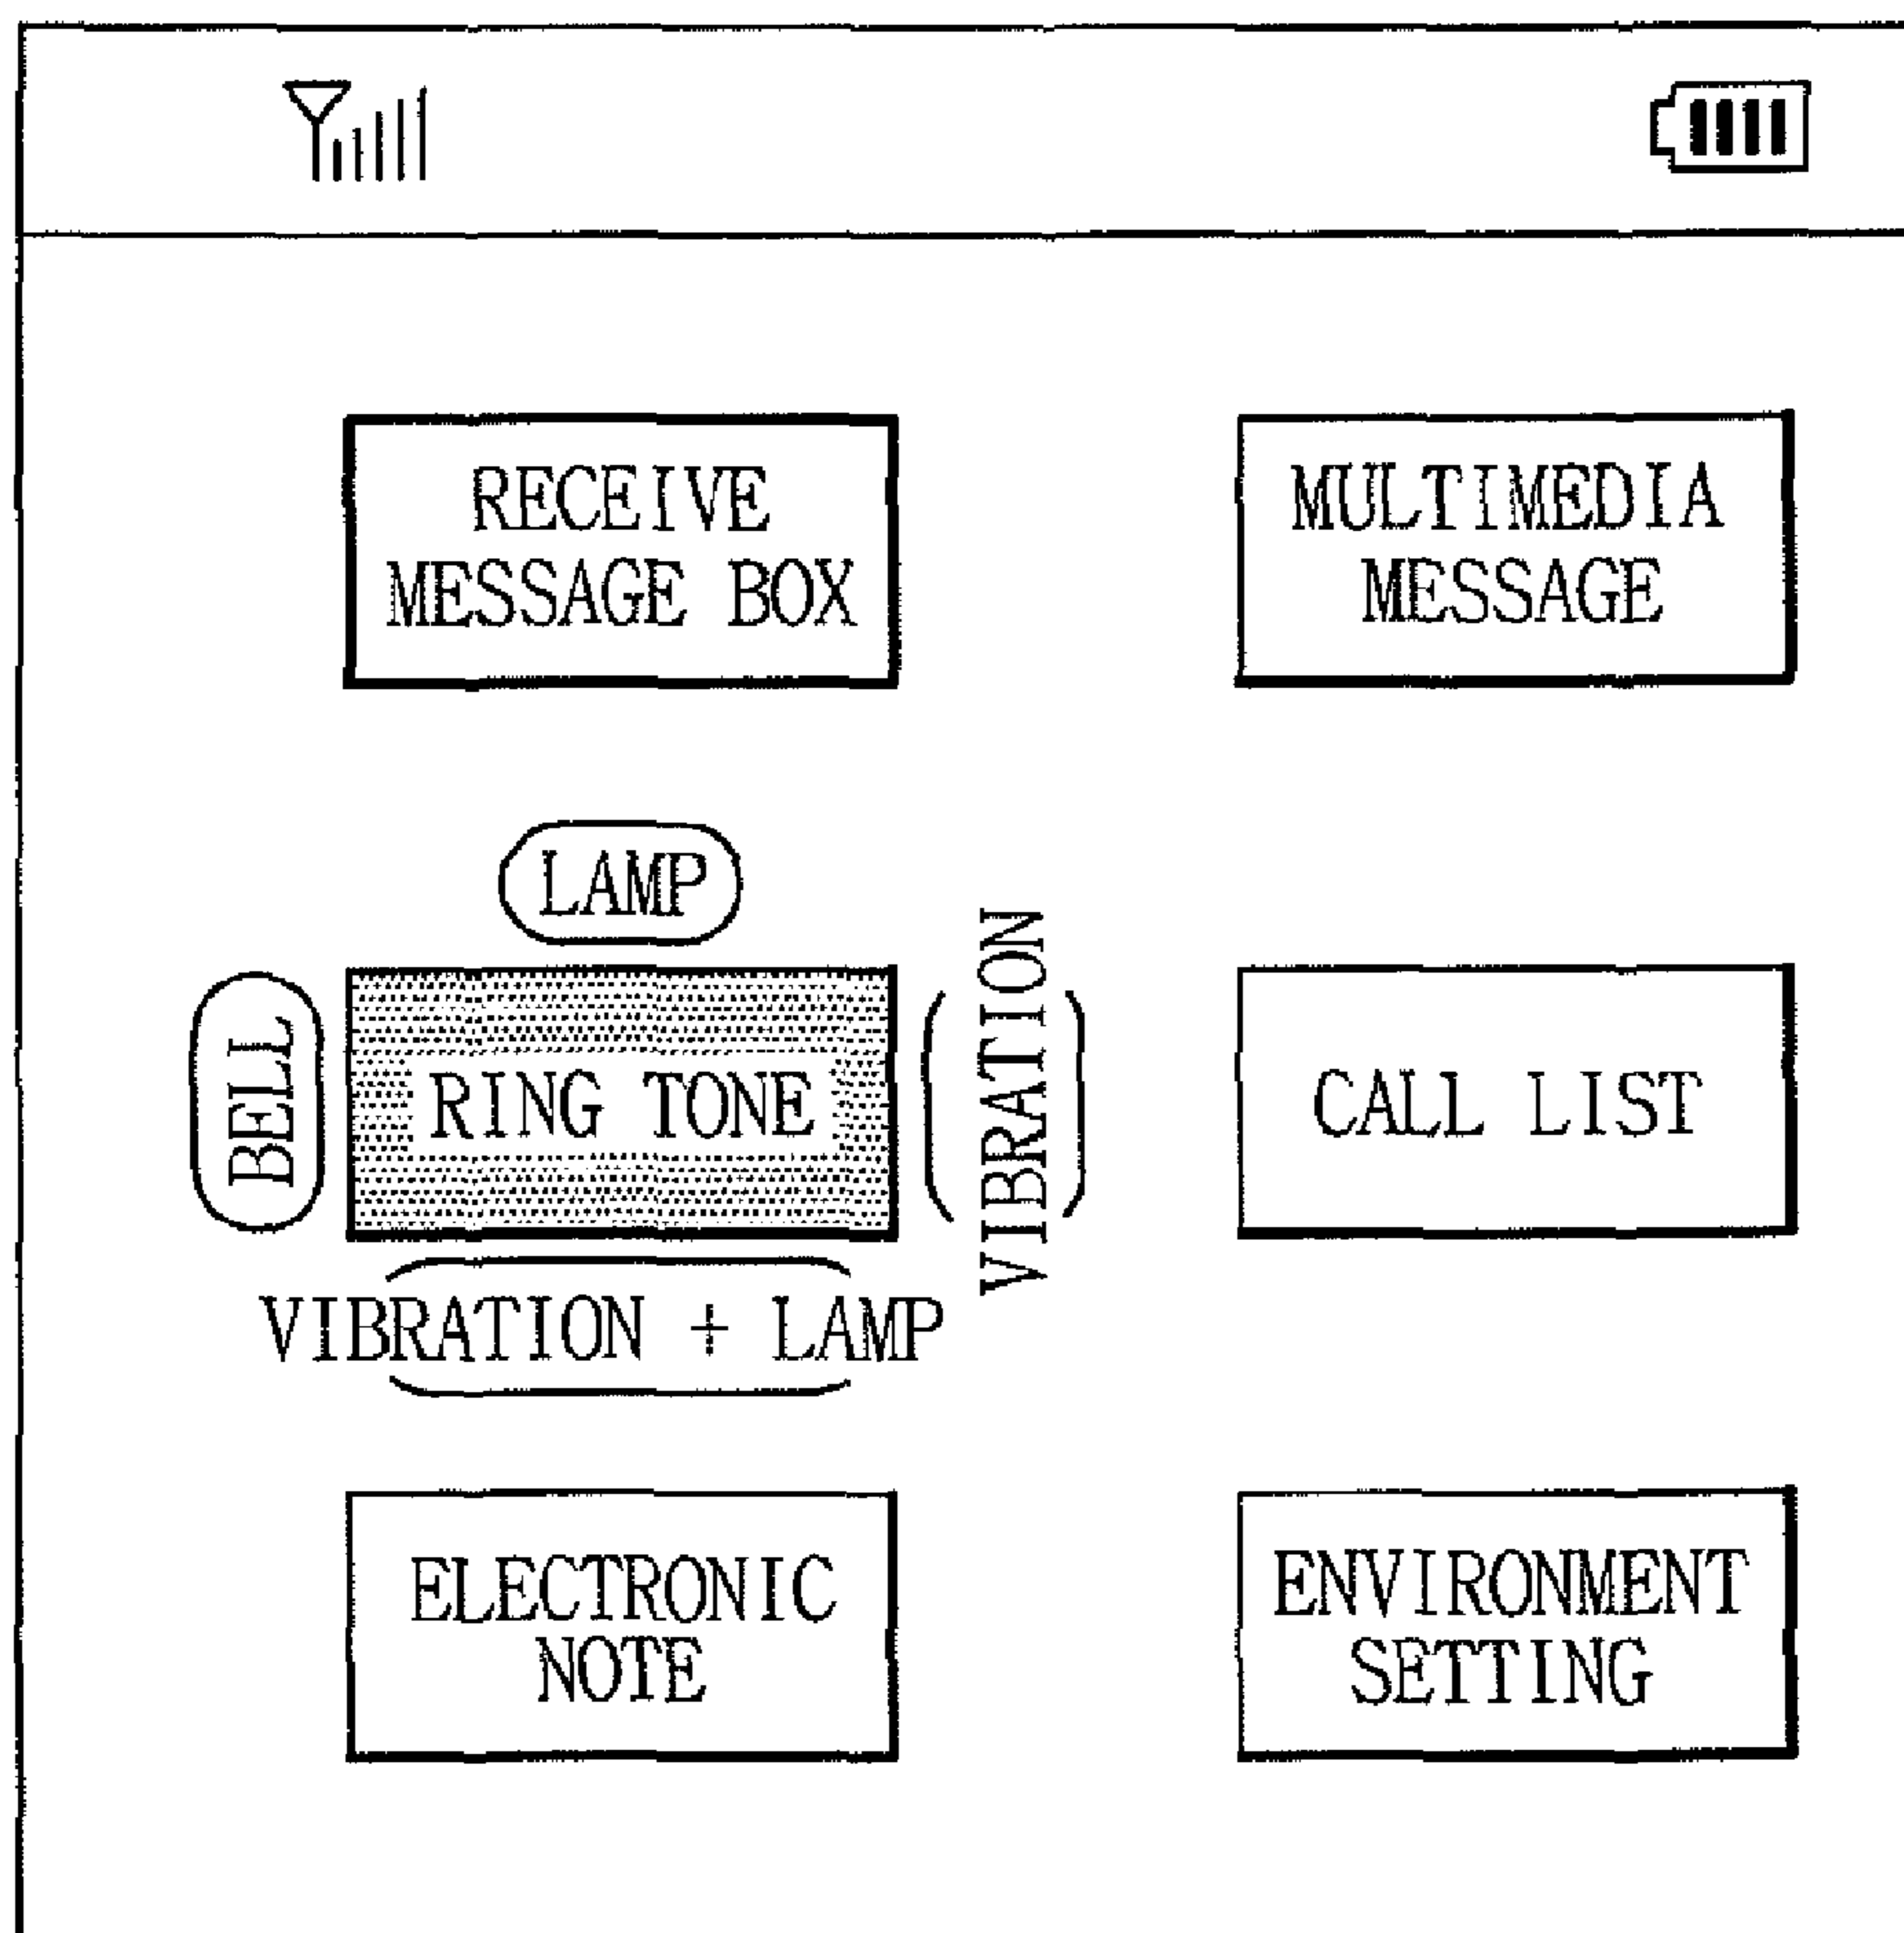 RECEIVE
MESSAGE BOX
MULTIMEDIA
MESSAGE
LAMP
BELL
RING TONE
VIBRATION
CALL LIST
VIBRATION + LAMP
ELECTRONIC
NOTE
ENVIRONMENT
SETTING